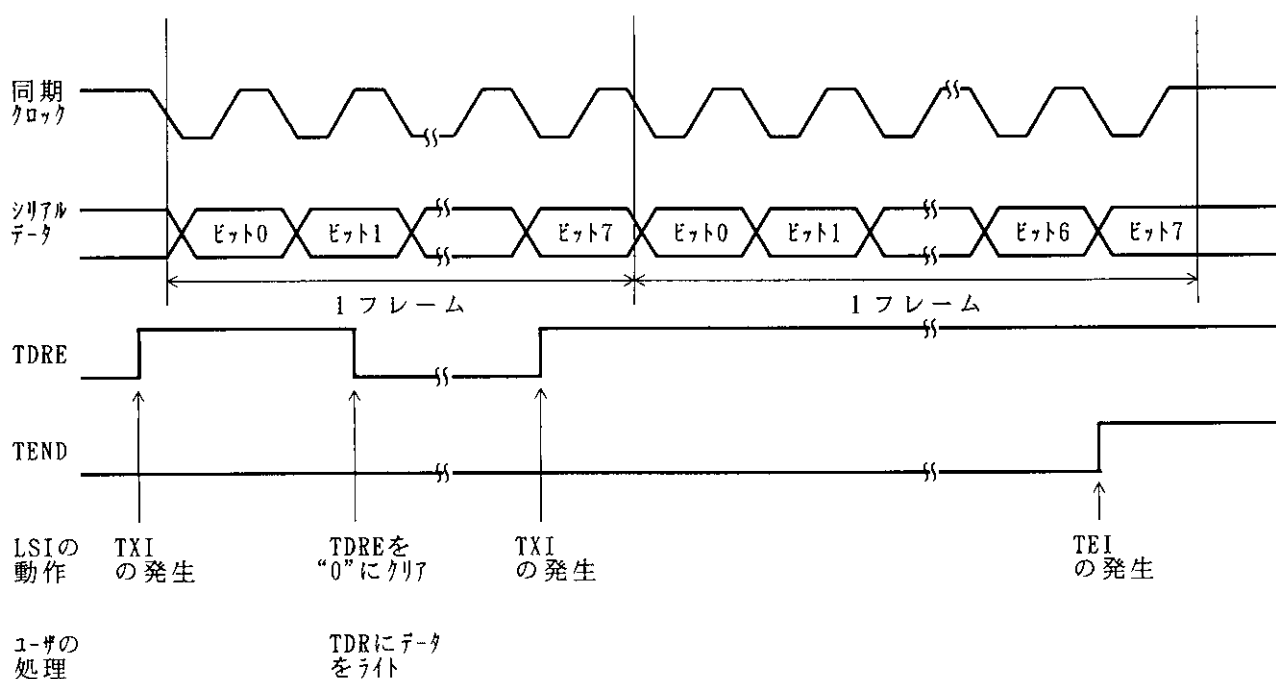 同期
クロック
シリアル
データ
ビット0
ビット1
ビット7
ビット0
ビット1
ビット6
ビット7
1フレーム
1フレーム
TDRE
TEND
LSIの
動作
TXI
の発生
TDREを
“0”にクリア
TXI
の発生
TEI
の発生
ユーザの
処理
TDRにデータ
をライト